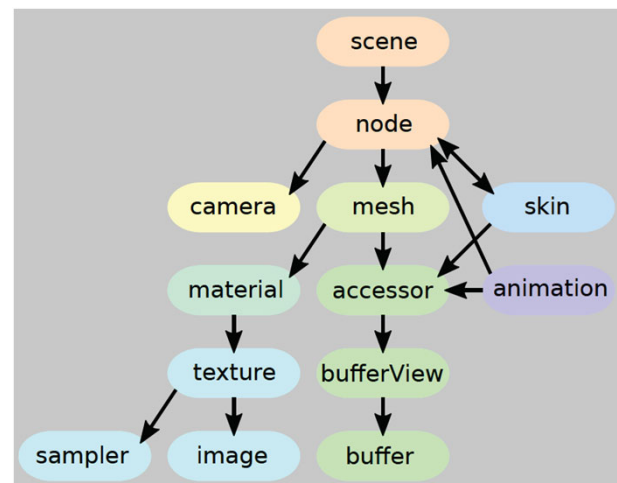 scene
node
camera
mesh
skin
material
accessor
animation
texture
bufferView
sampler
image
buffer